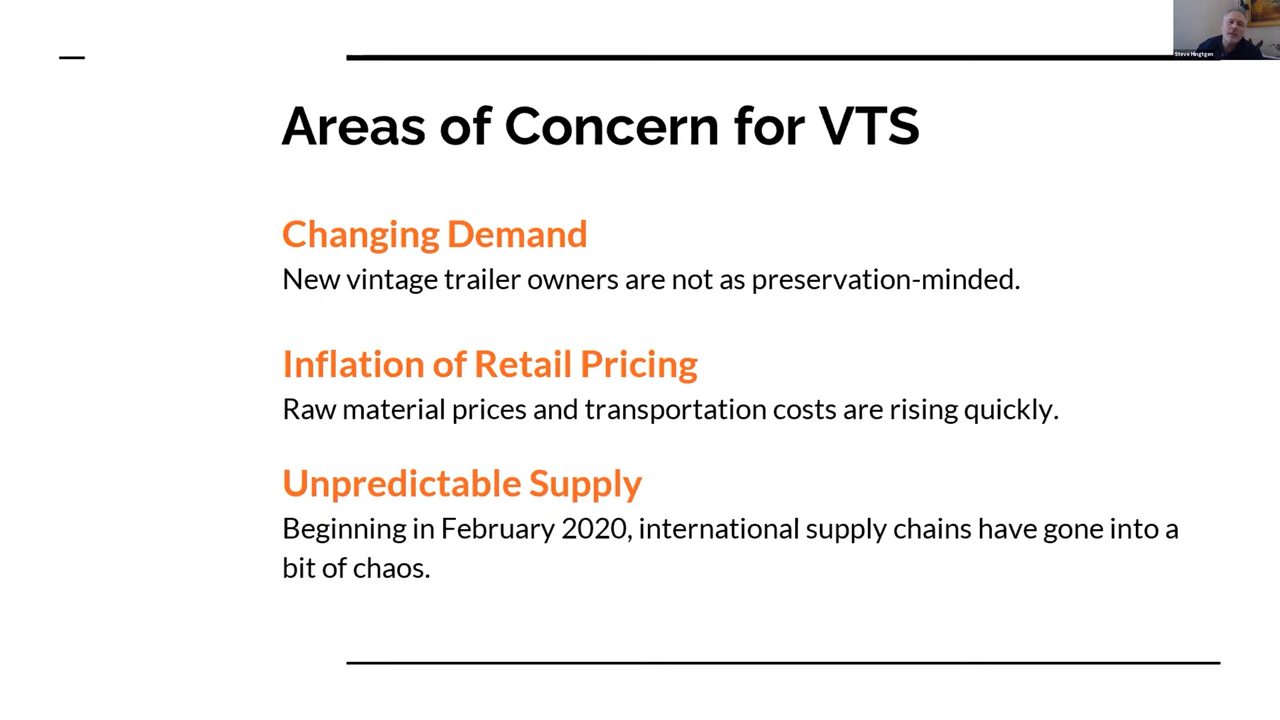 Steve Hingtgen
Areas of Concern for VTS
Changing Demand
New vintage trailer owners are not as preservation-minded.
Inflation of Retail Pricing
Raw material prices and transportation costs are rising quickly.
Unpredictable Supply
Beginning in February 2020, international supply chains have gone into a
bit of chaos.